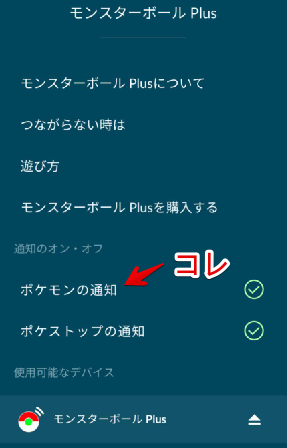 モンスターボール Plus
モンスターボール Plusについて
つながらない時は
遊び方
モンスターボール Plusを購入する
通知のオン・オフ
コレ
ポケモンの通知
ポケストップの通知
使用可能なデバイス
モンスターボール Plus